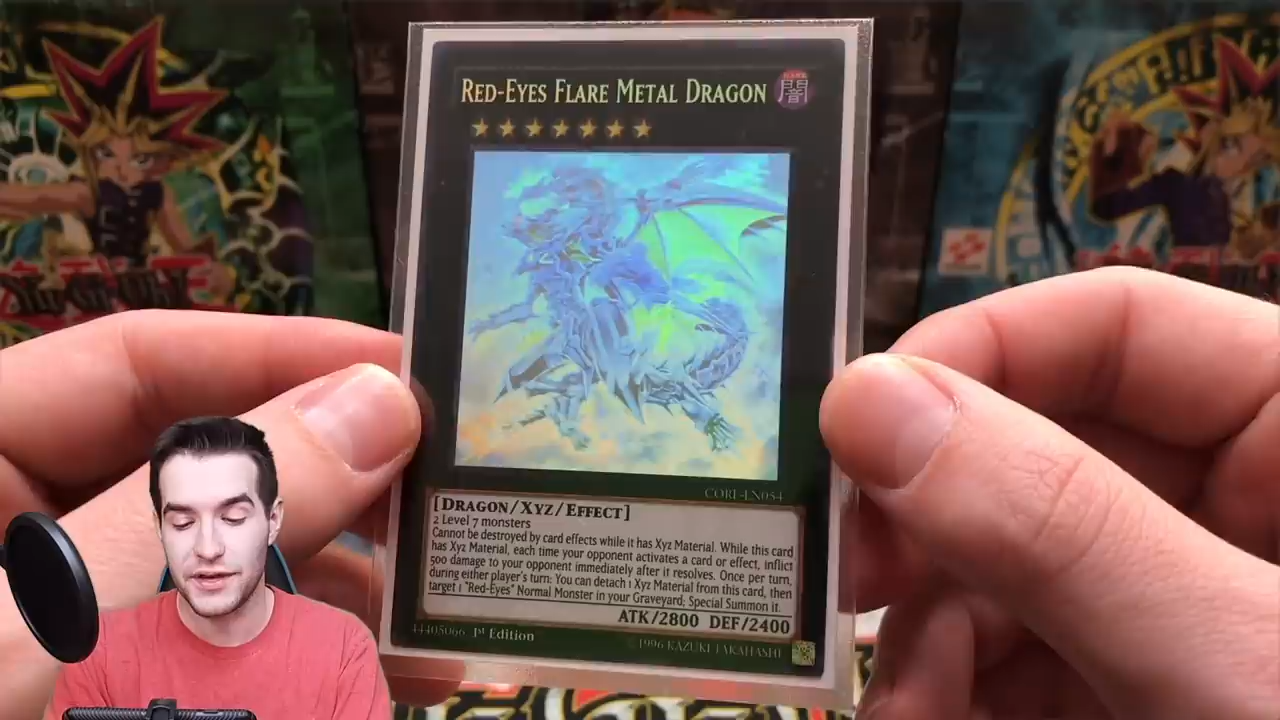 RED-EYES FLARE METAL DRAGON
DARK
闇
CORE-EN054
[DRAGON/XYZ/EFFECT]
2 Level 7 monsters
Cannot be destroyed by card effects while it has Xyz Material. While this card
has Xyz Material, each time your opponent activates a card or effect, inflict
500 damage to your opponent immediately after it resolves. Once per turn,
during either player's turn: You can detach 1 Xyz Material from this card, then
target 1 "Red-Eyes" Normal Monster in your Graveyard; Special Summon it.
ATK/2800 DEF/2400
44405066 1st Edition
©1996 KAZUKI TAKAHASHI